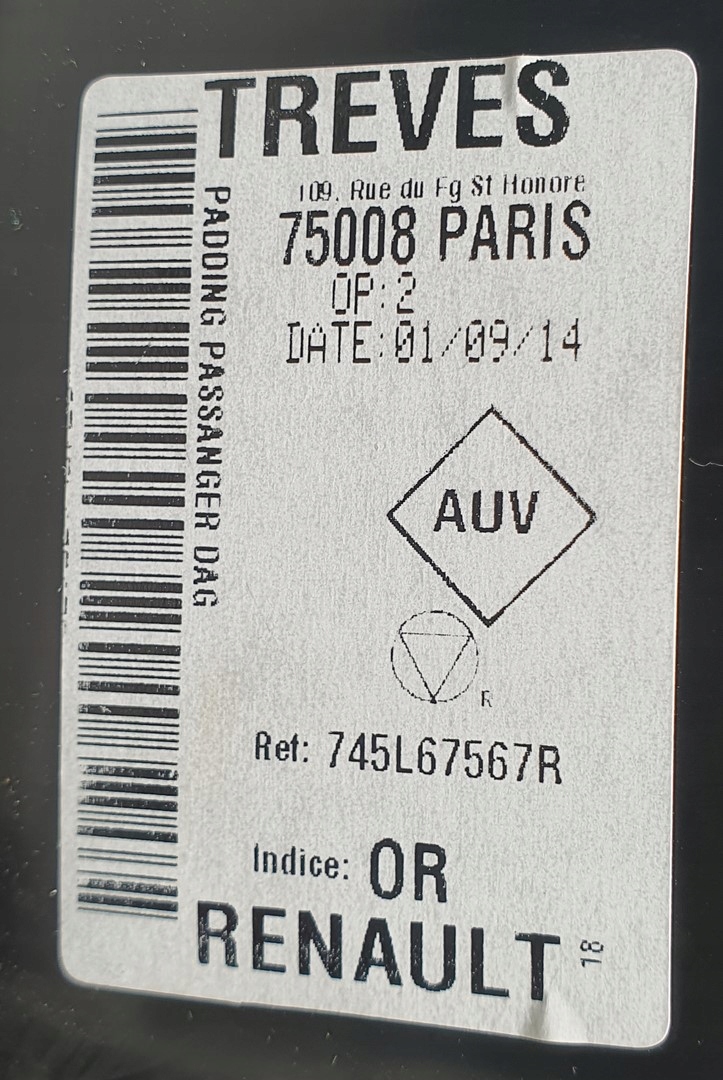 TREVES
109, Rue du Fg St Honore
75008 PARIS
OP:2
DATE:01/09/14
PADDING PASSANGER DAG
AUV
R
Ref: 745L67567R
Indice: OR
RENAULT
18